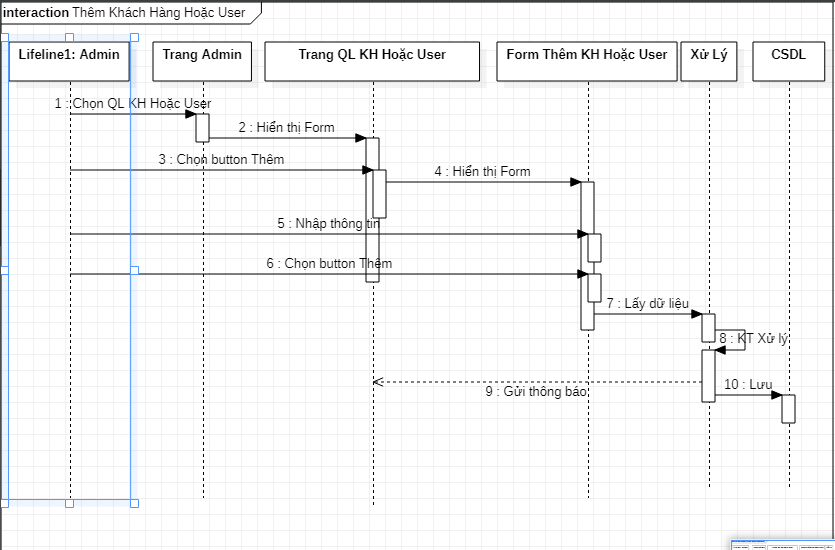 interaction Thêm Khách Hàng Hoặc User
Lifeline1: Admin
Trang Admin
Trang QL KH Hoặc User
Form Thêm KH Hoặc User
Xử Lý
CSDL
1 : Chọn QL KH Hoặc User
2 : Hiển thị Form
3 : Chọn button Thêm
4 : Hiển thị Form
5 : Nhập thông tin
6 : Chọn button Thêm
7 : Lấy dữ liệu
8 : KT Xử lý
9 : Gửi thông báo
10 : Lưu